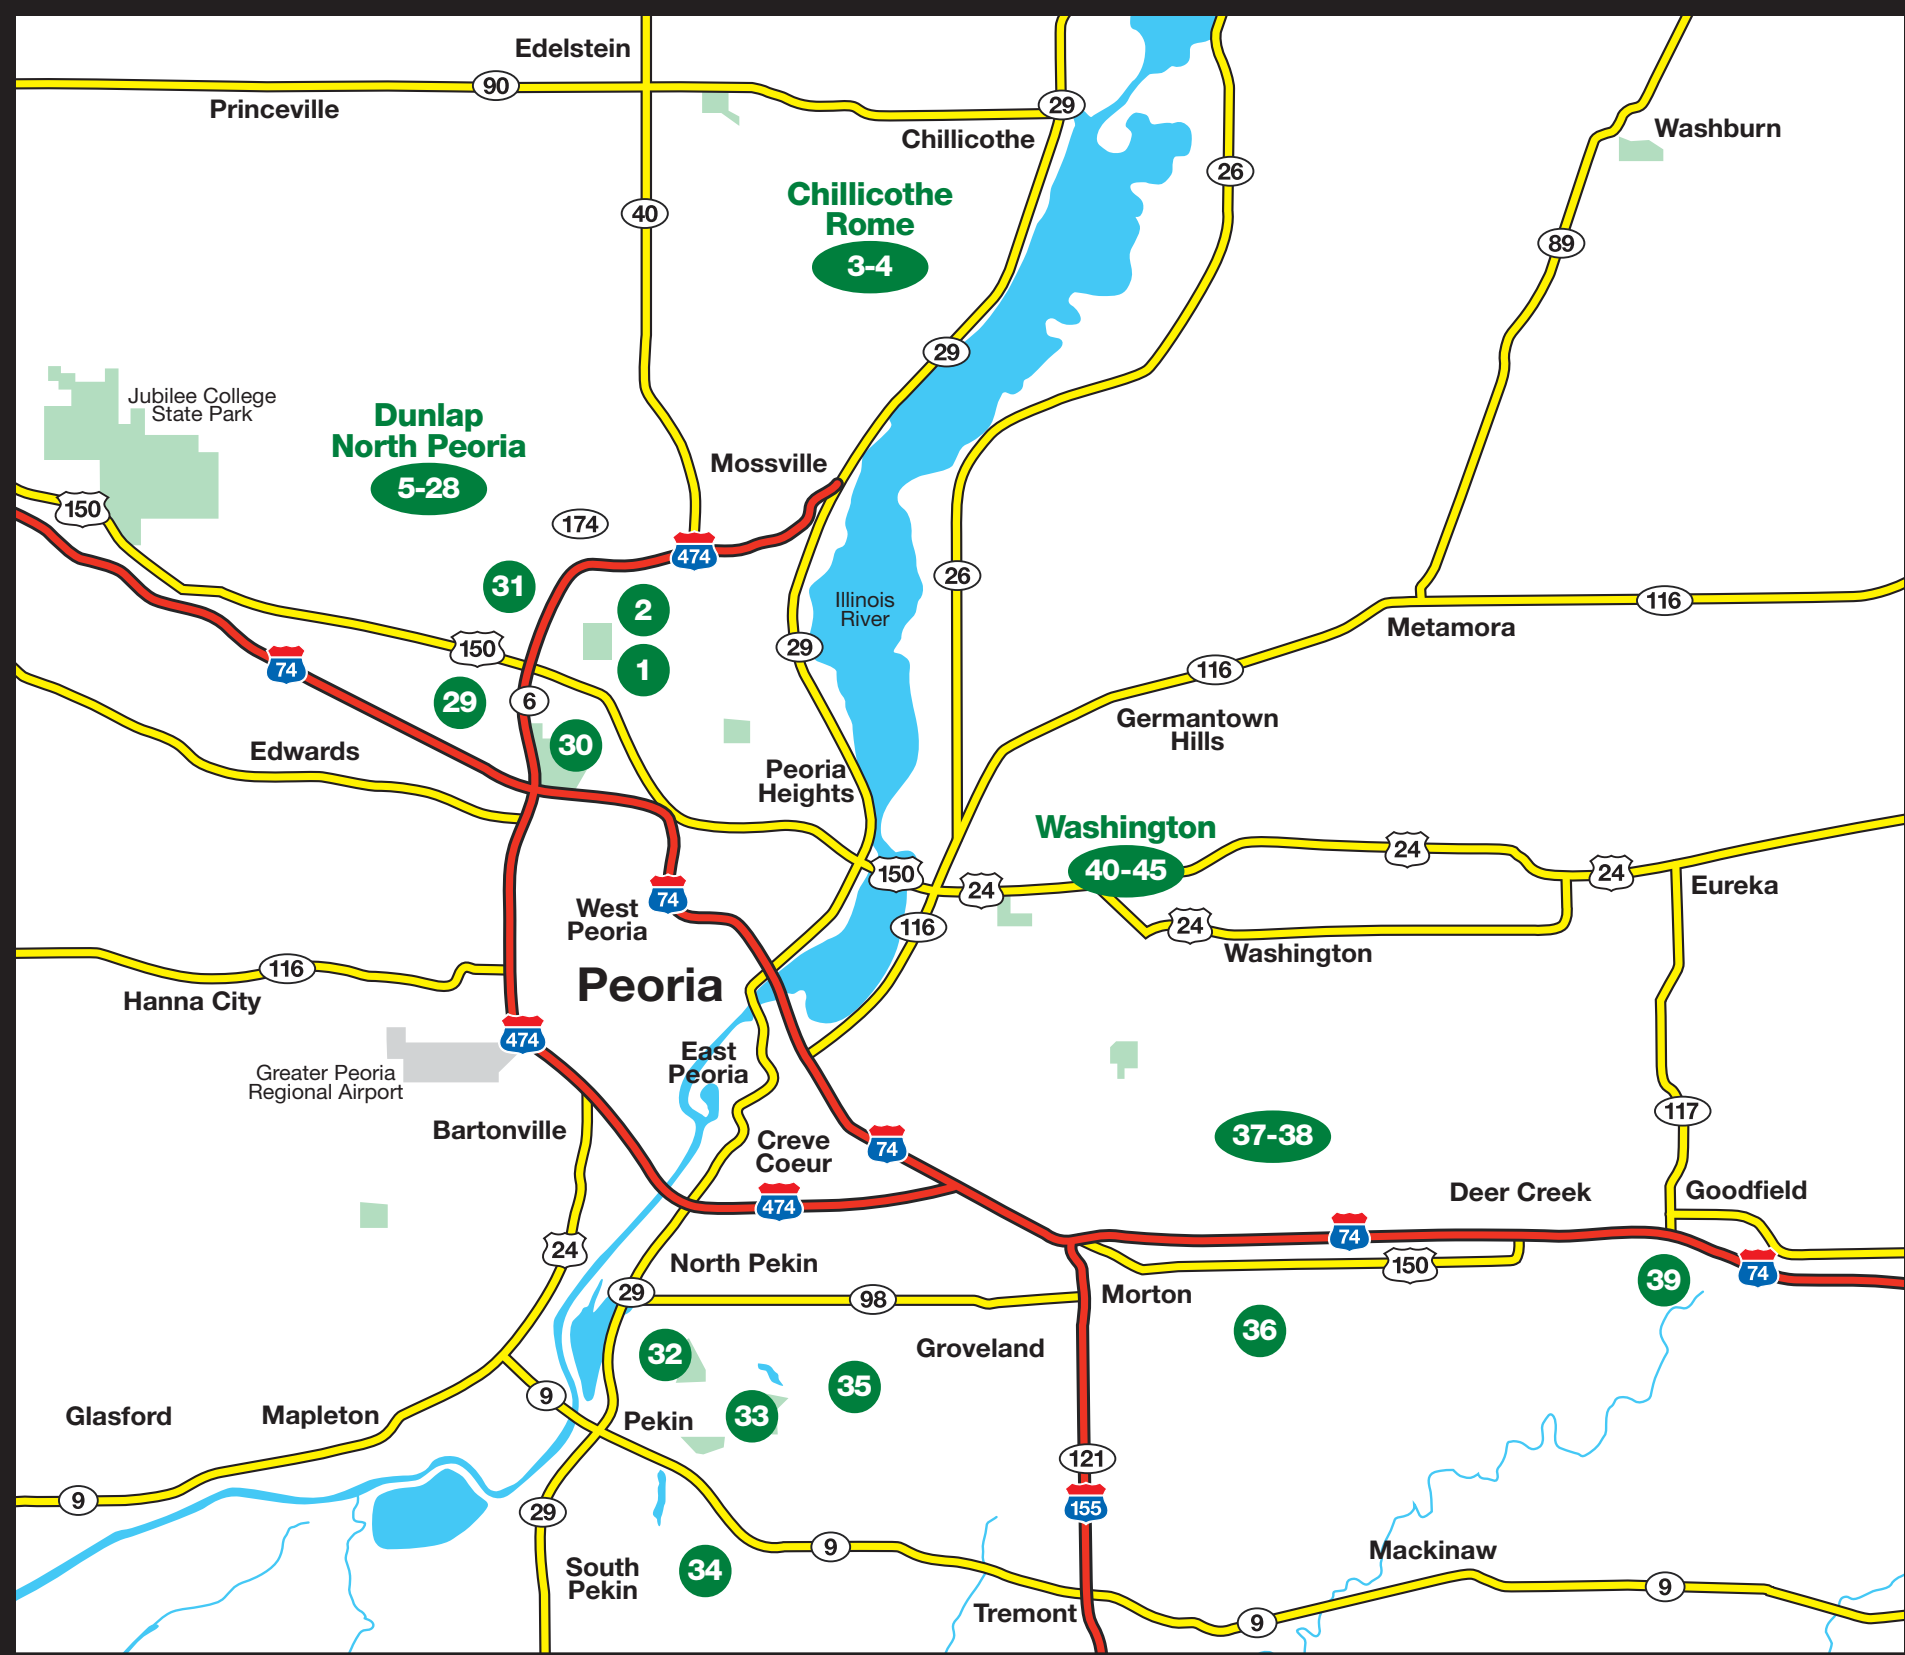 Edelstein
90
Princeville
29
Chillicothe
Washburn
26
40
Chillicothe
Rome
3-4
89
29
Jubilee College
State Park
Dunlap
North Peoria
5-28
Mossville
150
174
474
31
2
26
Illinois
River
116
Metamora
150
29
1
116
74
29
6
30
Germantown
Hills
Edwards
Peoria
Heights
Washington
40-45
24
24
150
24
Eureka
74
West
Peoria
116
24
Washington
116
Peoria
Hanna City
474
East
Peoria
Greater Peoria
Regional Airport
117
Bartonville
Creve
Coeur
74
37-38
474
Deer Creek
Goodfield
74
24
North Pekin
150
74
39
29
98
Morton
36
32
Groveland
35
9
Glasford
Mapleton
Pekin
33
121
9
29
155
9
Mackinaw
South
Pekin
34
9
Tremont
9